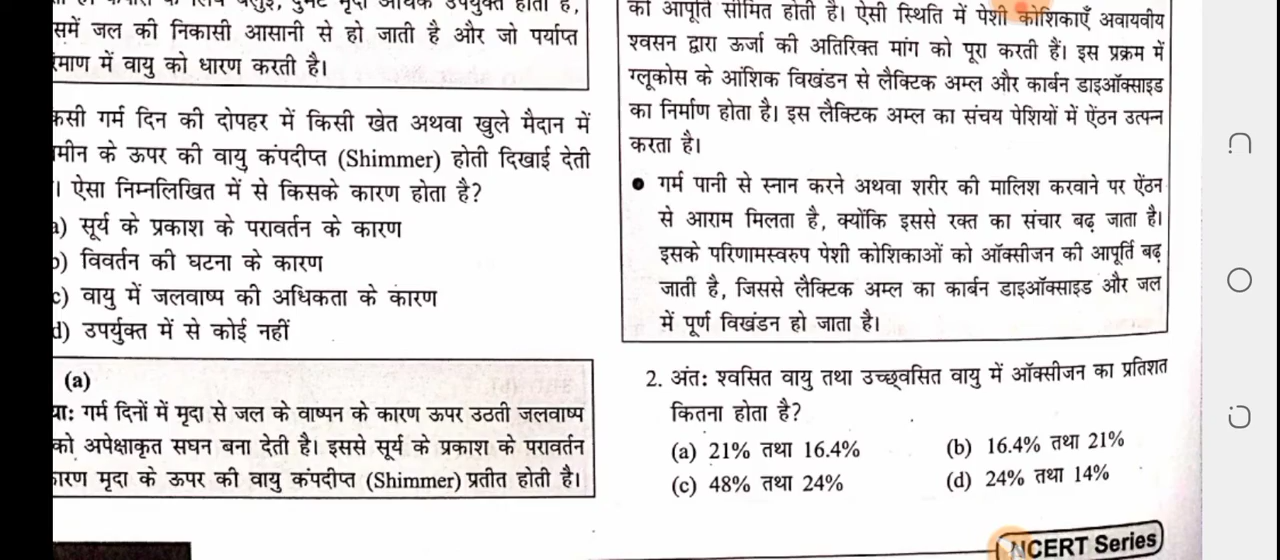 समें जल की निकासी आसानी से हो जाती है और जो पर्याप्त
माण में वायु को धारण करती है।
कसी गर्म दिन की दोपहर में किसी खेत अथवा खुले मैदान में
मीन के ऊपर की वायु कंपदीप्त (Shimmer) होती दिखाई देती
। ऐसा निम्नलिखित में से किसके कारण होता है?
a) सूर्य के प्रकाश के परावर्तन के कारण
b) विवर्तन की घटना के कारण
c) वायु में जलवाष्प की अधिकता के कारण
d) उपर्युक्त में से कोई नहीं
(a)
या: गर्म दिनों में मृदा से जल के वाष्पन के कारण ऊपर उठती जलवाष्प
को अपेक्षाकृत सघन बना देती है। इससे सूर्य के प्रकाश के परावर्तन
कारण मृदा के ऊपर की वायु कंपदीप्त (Shimmer) प्रतीत होती है।
की आपूर्ति सीमित होती है। ऐसी स्थिति में पेशी कोशिकाएँ अवायवीय
श्वसन द्वारा ऊर्जा की अतिरिक्त मांग को पूरा करती हैं। इस प्रक्रम में
ग्लूकोस के आंशिक विखंडन से लैक्टिक अम्ल और कार्बन डाइऑक्साइड
का निर्माण होता है। इस लैक्टिक अम्ल का संचय पेशियों में ऐंठन उत्पन्न
करता है।
● गर्म पानी से स्नान करने अथवा शरीर की मालिश करवाने पर ऐंठन
से आराम मिलता है, क्योंकि इससे रक्त का संचार बढ़ जाता है।
इसके परिणामस्वरुप पेशी कोशिकाओं को ऑक्सीजन की आपूर्ति बढ़
जाती है, जिससे लैक्टिक अम्ल का कार्बन डाइऑक्साइड और जल
में पूर्ण विखंडन हो जाता है।
2. अंत: श्वसित वायु तथा उच्छ्वसित वायु में ऑक्सीजन का प्रतिशत
कितना होता है?
(a) 21% तथा 16.4% (b) 16.4% तथा 21%
(c) 48% तथा 24% (d) 24% तथा 14%
NCERT Series